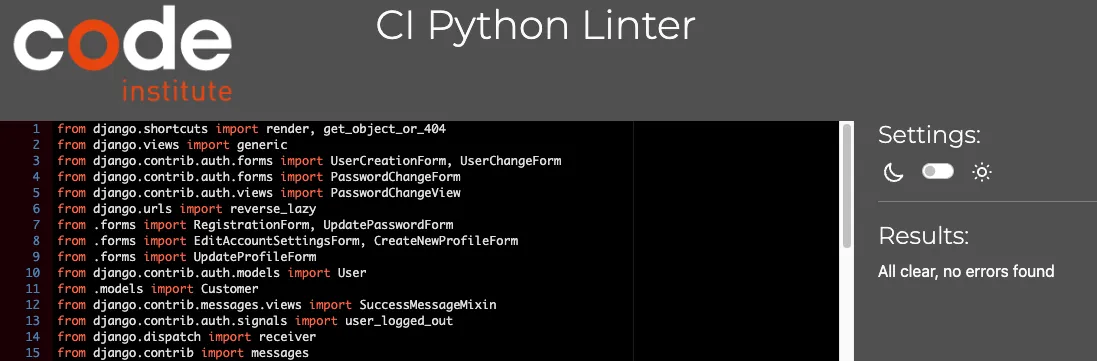 code
institute
CI Python Linter
1 from django.shortcuts import render, get_object_or_404
2 from django.views import generic
3 from django.contrib.auth.forms import UserCreationForm, UserChangeForm
4 from django.contrib.auth.forms import PasswordChangeForm
5 from django.contrib.auth.views import PasswordChangeView
6 from django.urls import reverse_lazy
7 from .forms import RegistrationForm, UpdatePasswordForm
8 from .forms import EditAccountSettingsForm, CreateNewProfileForm
9 from .forms import UpdateProfileForm
10 from django.contrib.auth.models import User
11 from .models import Customer
12 from django.contrib.messages.views import SuccessMessageMixin
13 from django.contrib.auth.signals import user_logged_out
14 from django.dispatch import receiver
15 from django.contrib import messages
Settings:
Results:
All clear, no errors found